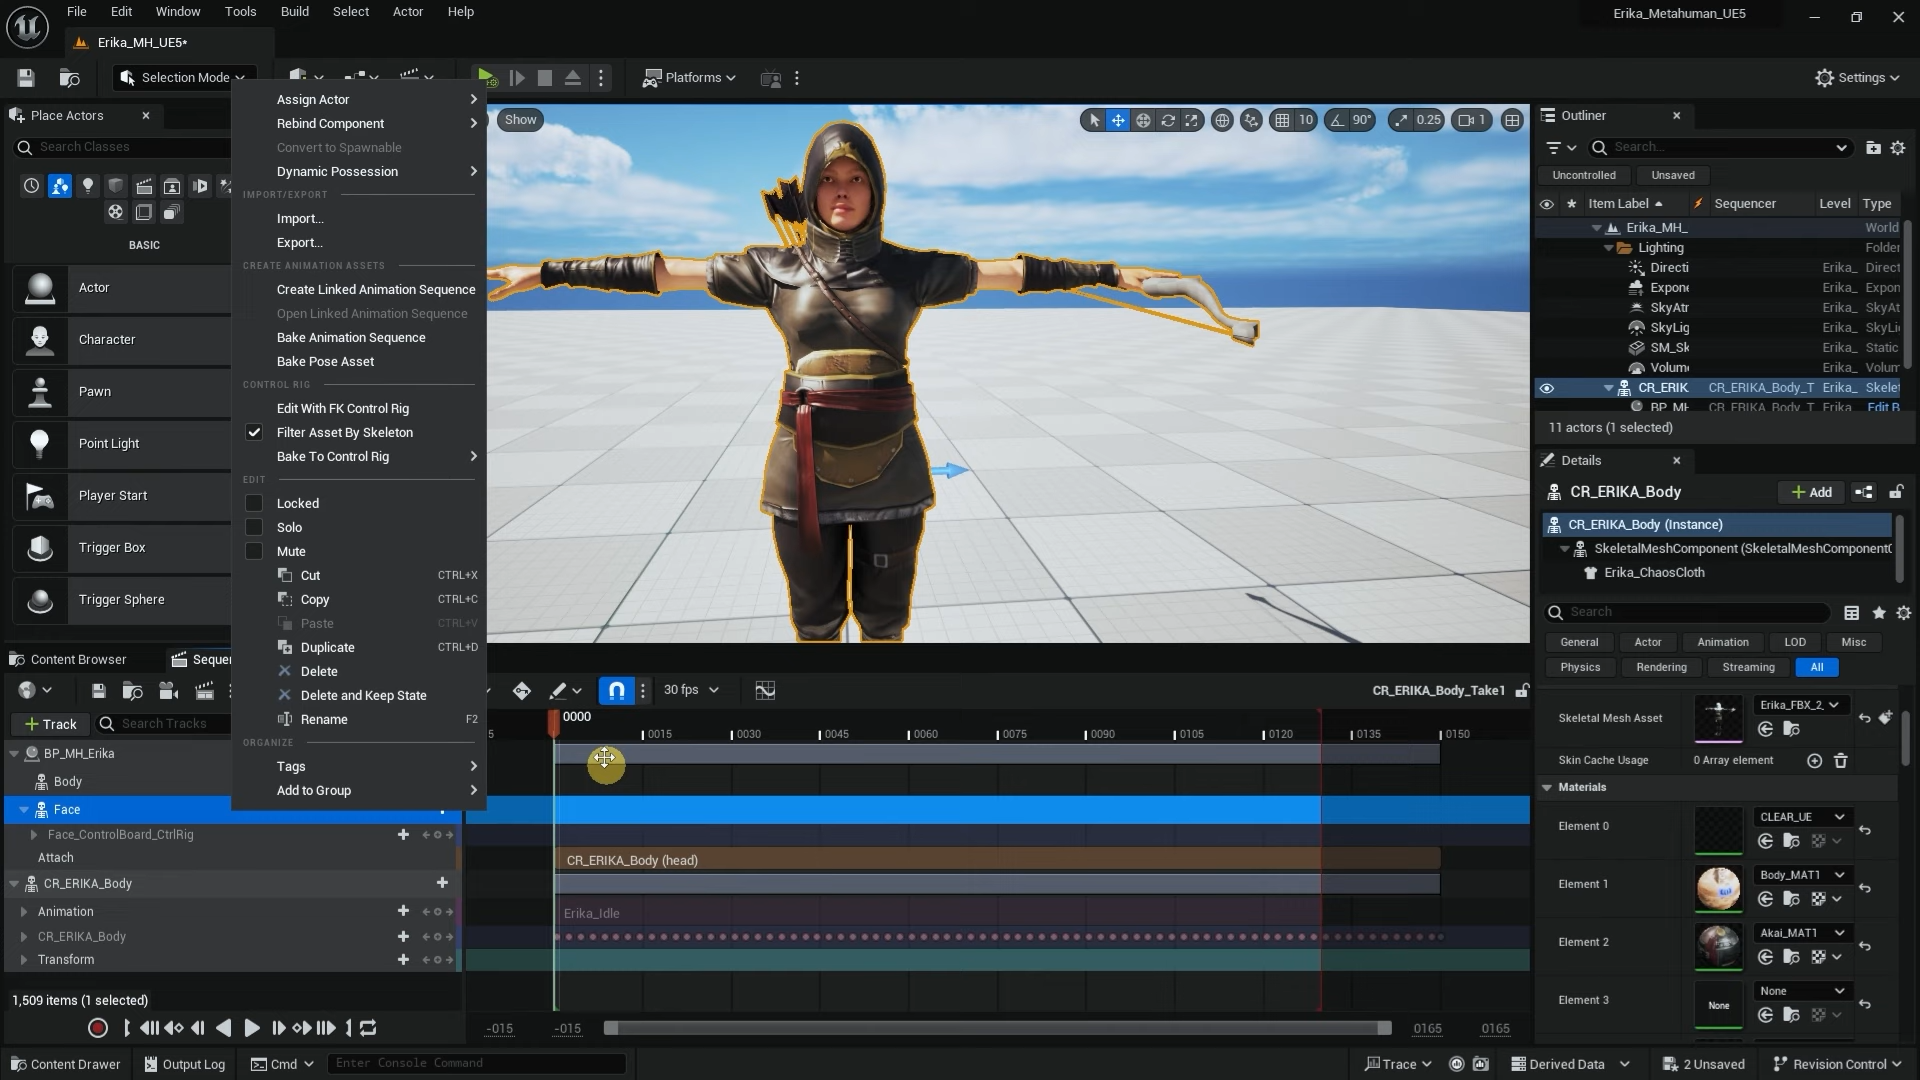 File Edit Window Tools Build Select Actor Help
Erika_Metahuman_UE5
Erika_MH_UE5*
Selection Mode
Platforms
Settings
Place Actors
Search Classes
BASIC
Actor
Character
Pawn
Point Light
Player Start
Trigger Box
Trigger Sphere
Assign Actor
Rebind Component
Convert to Spawnable
Dynamic Possession
IMPORT/EXPORT
Import...
Export...
CREATE ANIMATION ASSETS
Create Linked Animation Sequence
Open Linked Animation Sequence
Bake Animation Sequence
Bake Pose Asset
CONTROL RIG
Edit With FK Control Rig
Filter Asset By Skeleton
Bake To Control Rig
EDIT
Locked
Solo
Mute
Cut CTRL+X
Copy CTRL+C
Paste CTRL+V
Duplicate CTRL+D
Delete
Delete and Keep State
Rename F2
ORGANIZE
Tags
Add to Group
Show
10 90° 0.25 1
Outliner
Search...
Uncontrolled Unsaved
Item Label Sequencer Level Type
Erika_MH_ World
Lighting Folder
Directi Erika_ Direct
Expone Erika_ Expon
SkyAtr Erika_ SkyAt
SkyLig Erika_ SkyLi
SM_Sk Erika_ Static
Volume Erika_ Volum
CR_ERIK CR_ERIKA_Body_T Erika_ Skele
BP_MH CR_ERIKA_Body_T Erika_ Edit B
11 actors (1 selected)
Details
CR_ERIKA_Body
Add
CR_ERIKA_Body (Instance)
SkeletalMeshComponent (SkeletalMeshComponent
Erika_ChaosCloth
Search
General Actor Animation LOD Misc
Physics Rendering Streaming All
Skeletal Mesh Asset
Erika_FBX_2_
Skin Cache Usage 0 Array element
Materials
Element 0 CLEAR_UE
Element 1 Body_MAT1
Element 2 Akai_MAT1
Element 3 None None
Content Browser
Seque
30 fps
CR_ERIKA_Body_Take1
Track
Search Tracks
0000
5 0015 0030 0045 0060 0075 0090 0105 0120 0135 0150
BP_MH_Erika
Body
Face
Face_ControlBoard_CtrlRig
Attach
CR_ERIKA_Body (head)
CR_ERIKA_Body
Animation
Erika_Idle
CR_ERIKA_Body
Transform
1,509 items (1 selected)
-015 -015 0165 0165
Content Drawer Output Log Cmd Enter Console Command Trace Derived Data 2 Unsaved Revision Control